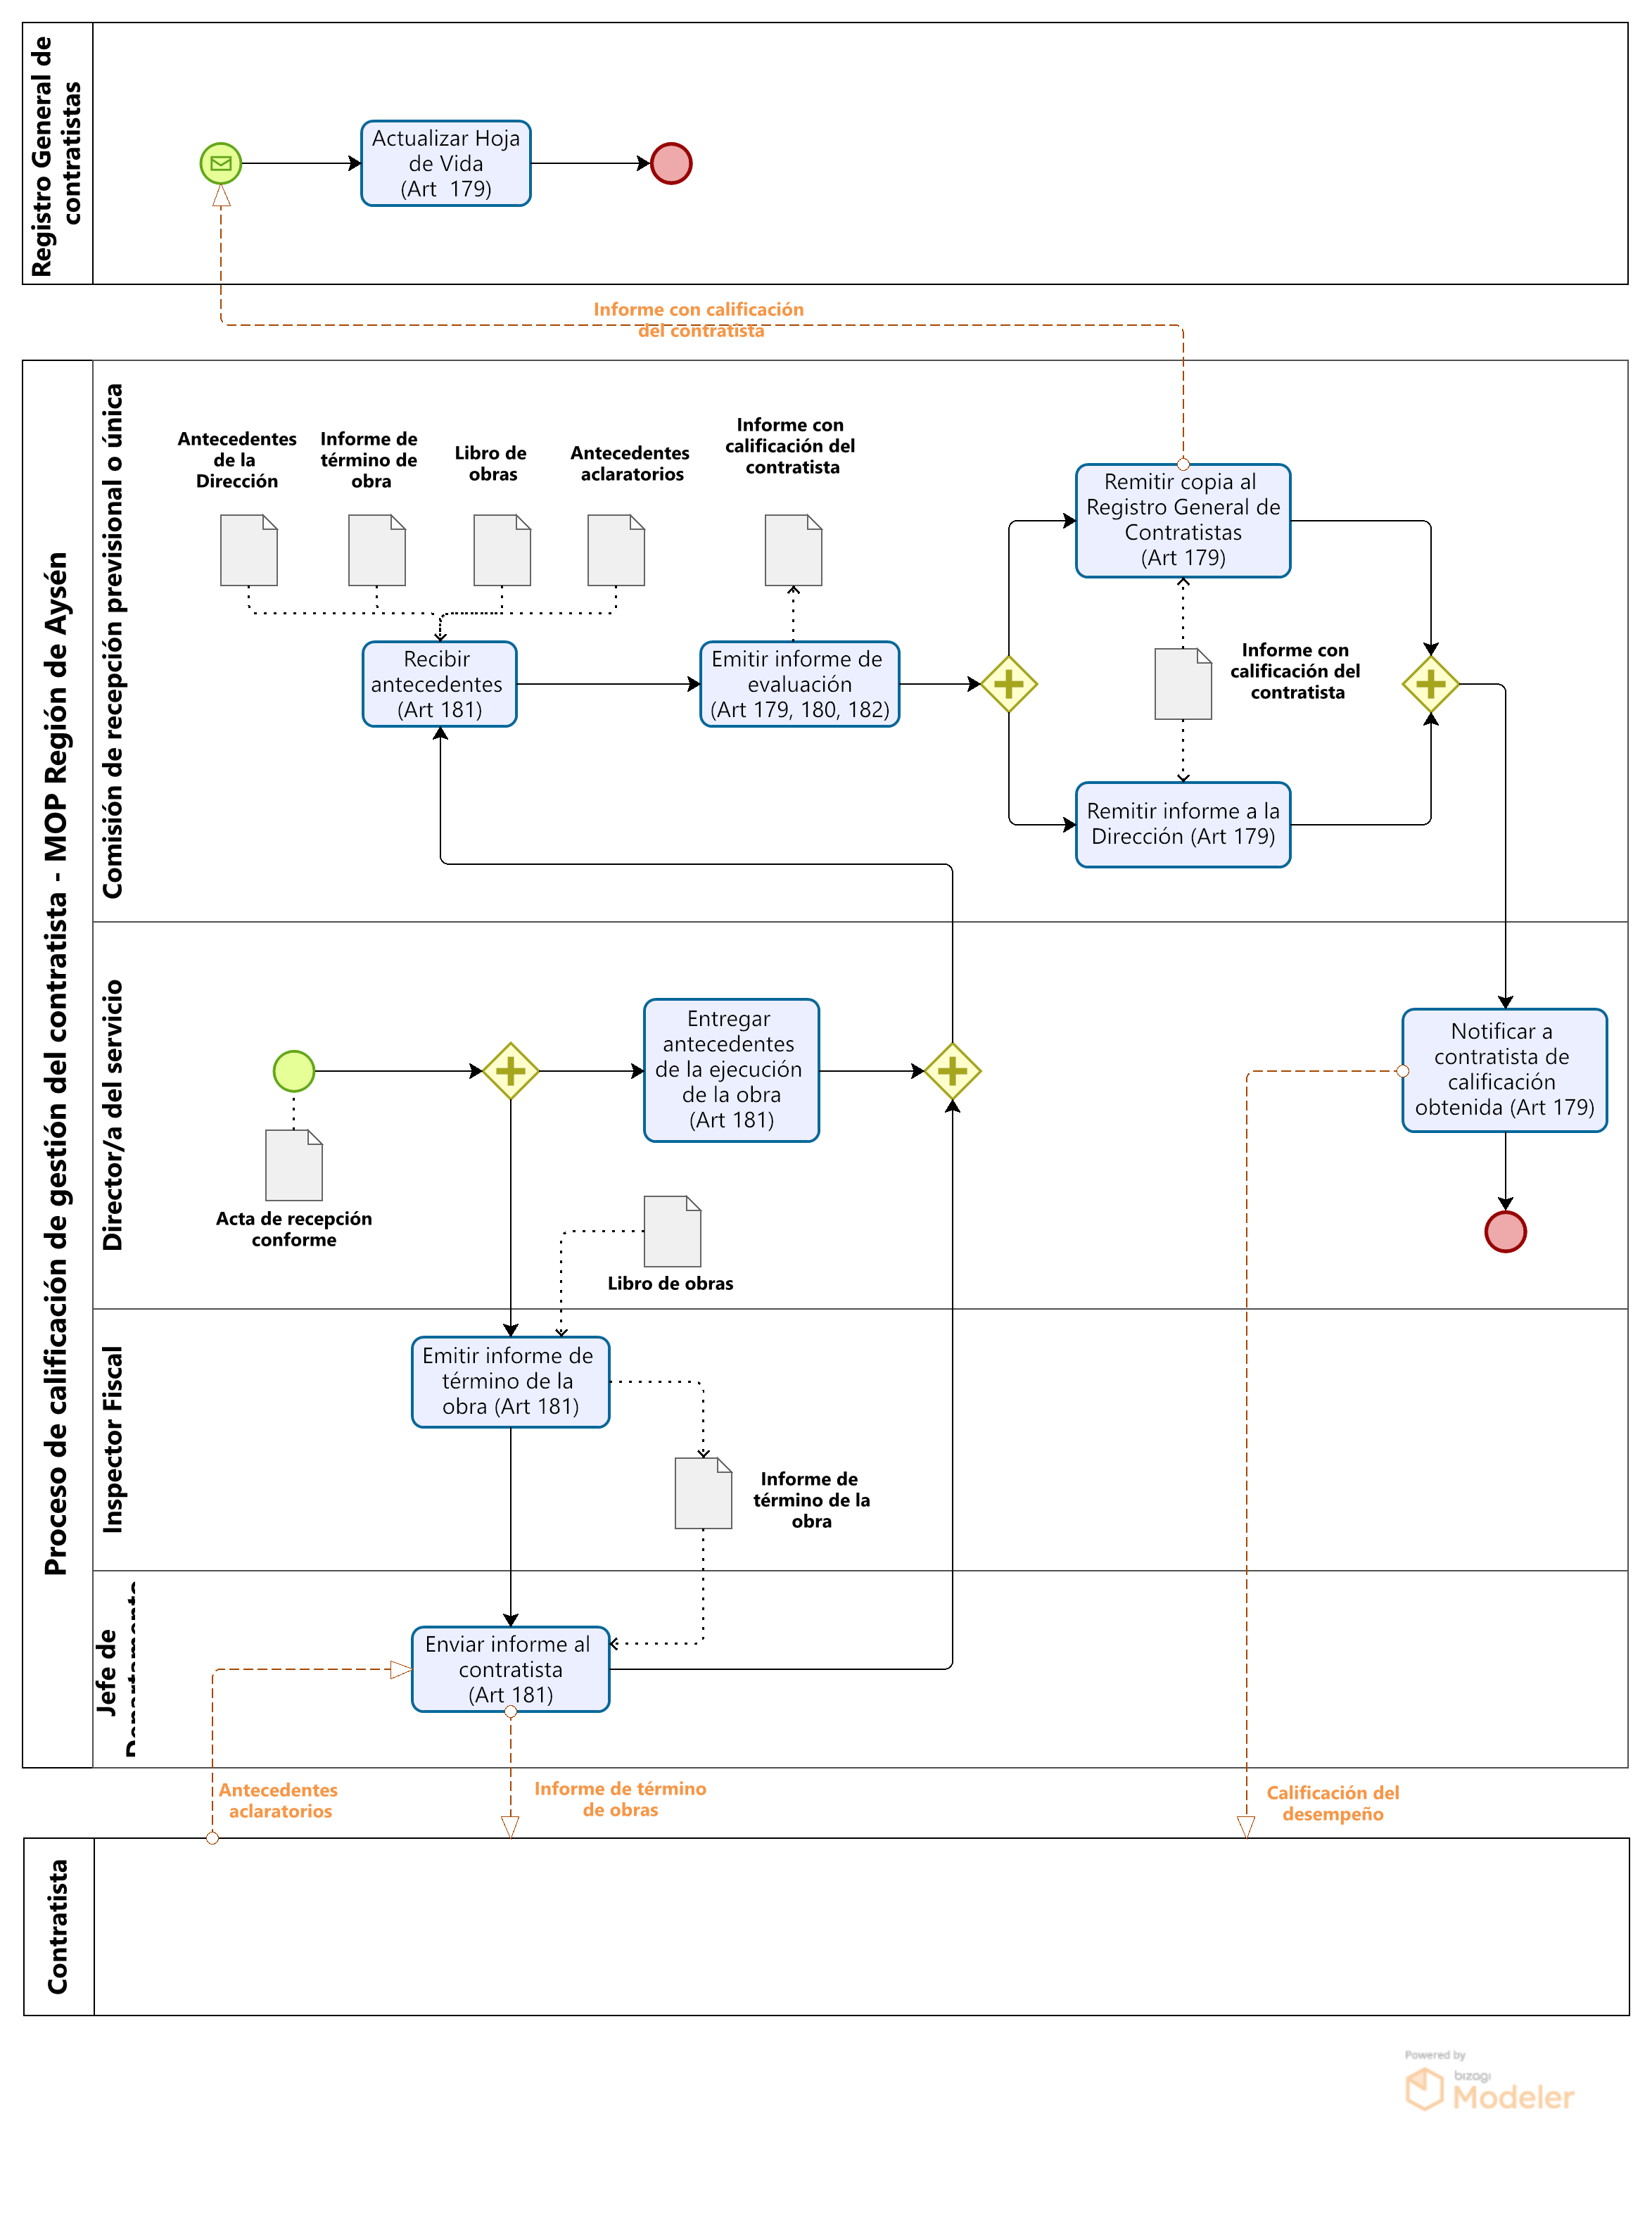 Registro General de
contratistas
Actualizar Hoja
de Vida
(Art 179)
Informe con calificación
del contratista
Proceso de calificación de gestión del contratista - MOP Región de Aysén
Comisión de recepción previsional o única
Antecedentes
de la
Dirección
Informe de
término de
obra
Libro de
obras
Antecedentes
aclaratorios
Informe con
calificación del
contratista
Recibir
antecedentes
(Art 181)
Emitir informe de
evaluación
(Art 179, 180, 182)
Remitir copia al
Registro General de
Contratistas
(Art 179)
Informe con
calificación del
contratista
Remitir informe a la
Dirección (Art 179)
Director/a del servicio
Acta de recepción
conforme
Entregar
antecedentes
de la ejecución
de la obra
(Art 181)
Libro de obras
Notificar a
contratista de
calificación
obtenida (Art 179)
Inspector Fiscal
Emitir informe de
término de la
obra (Art 181)
Informe de
término de la
obra
Jefe de
Departamento
Enviar informe al
contratista
(Art 181)
Antecedentes
aclaratorios
Informe de término
de obras
Calificación del
desempeño
Contratista
Powered by
bizagi
Modeler